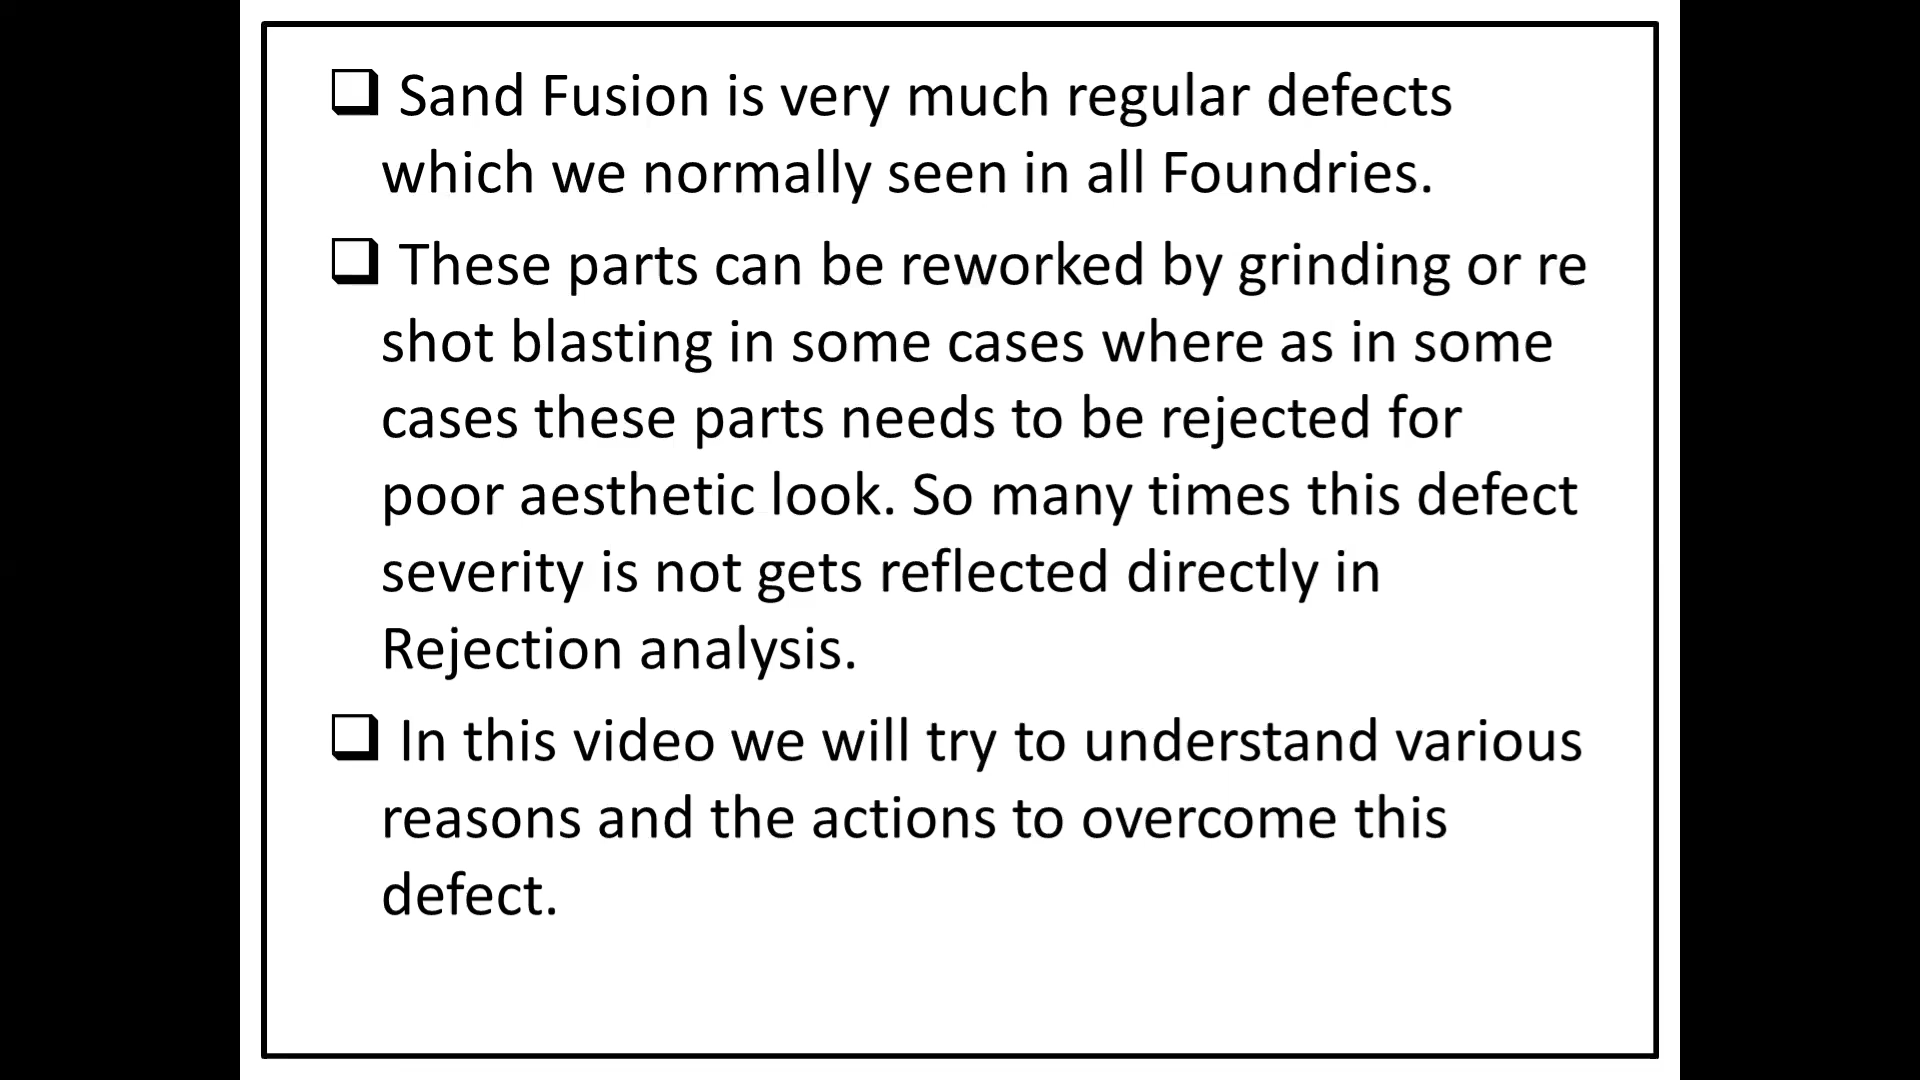 ❑ Sand Fusion is very much regular defects
which we normally seen in all Foundries.
❑ These parts can be reworked by grinding or re
shot blasting in some cases where as in some
cases these parts needs to be rejected for
poor aesthetic look. So many times this defect
severity is not gets reflected directly in
Rejection analysis.
❑ In this video we will try to understand various
reasons and the actions to overcome this
defect.